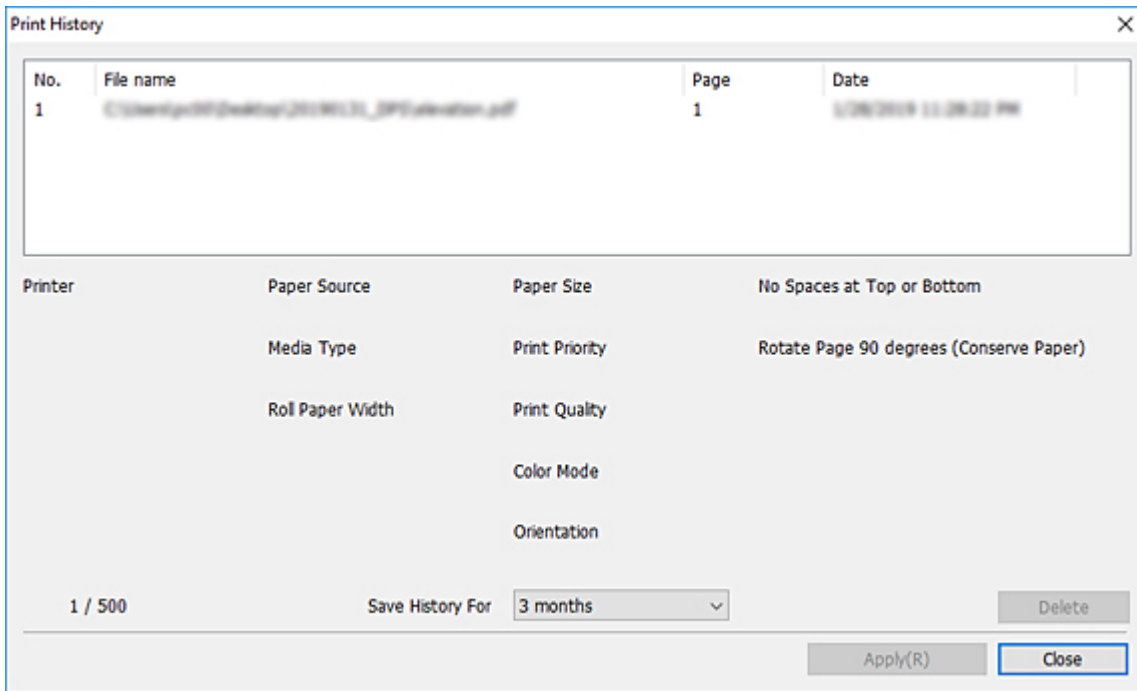 Print History
No. File name Page Date
1 1
Printer Paper Source Paper Size No Spaces at Top or Bottom
Media Type Print Priority Rotate Page 90 degrees (Conserve Paper)
Roll Paper Width Print Quality
Color Mode
Orientation
1 / 500 Save History For 3 months Delete
Apply(R) Close